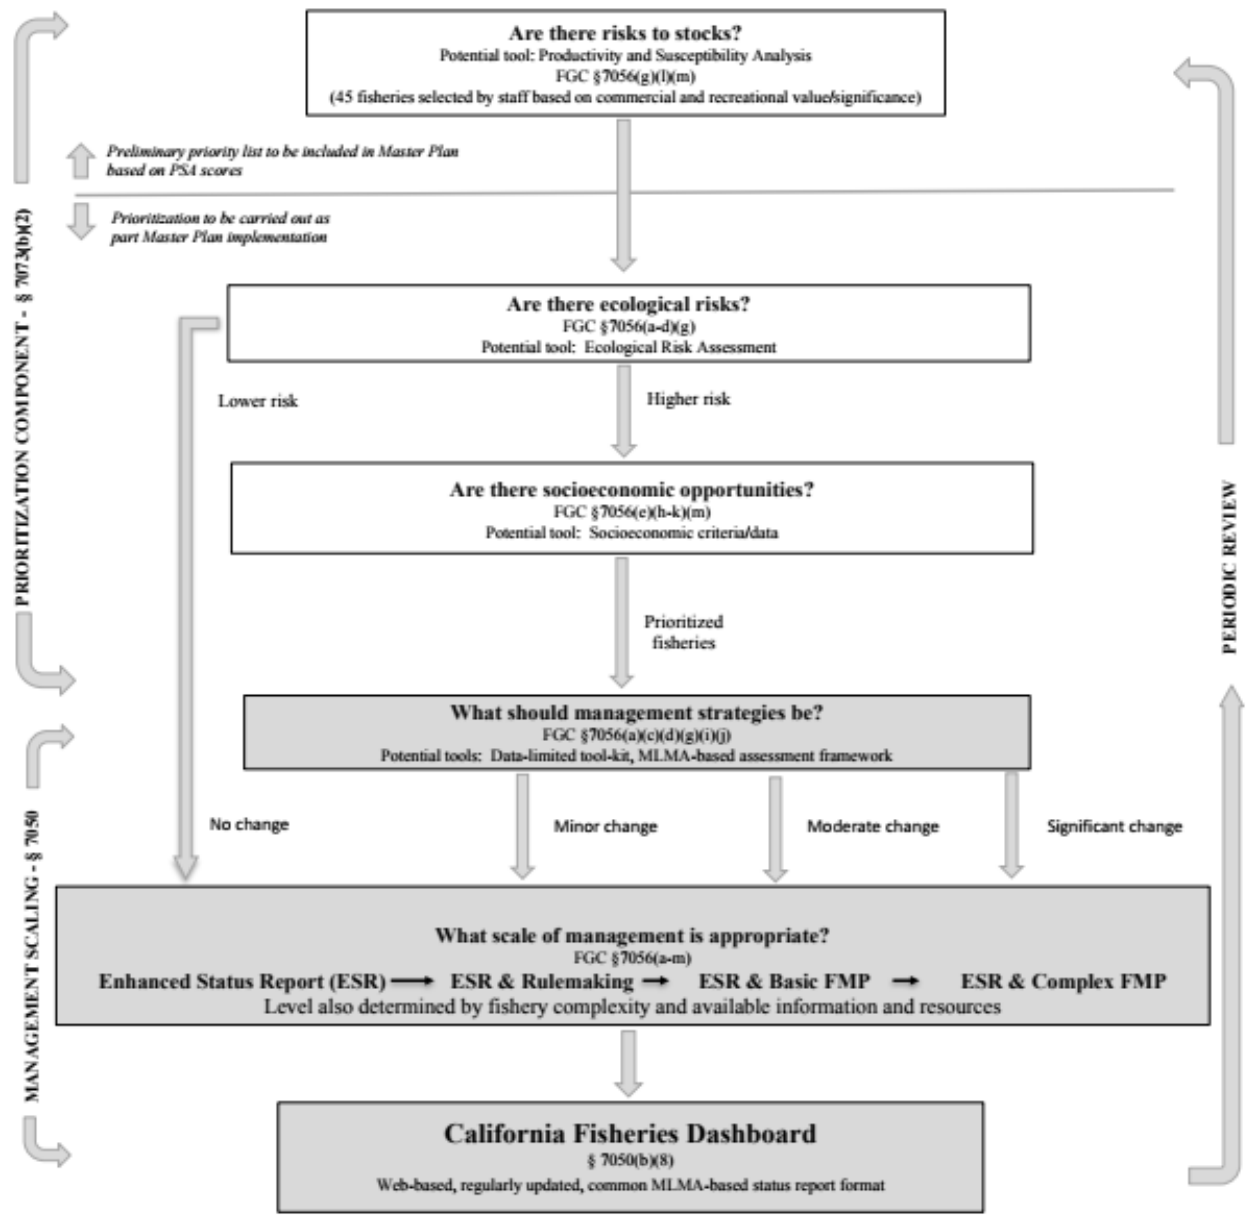 Are there risks to stocks?
Potential tool: Productivity and Susceptibility Analysis
FGC §7056(g)(l)(m)
(45 fisheries selected by staff based on commercial and recreational value/significance)
Preliminary priority list to be included in Master Plan
based on PSA scores
Prioritization to be carried out as
part Master Plan implementation
PRIORITIZATION COMPONENT - § 7073(b)(2)
Are there ecological risks?
FGC §7056(a-d)(g)
Potential tool: Ecological Risk Assessment
Lower risk
Higher risk
Are there socioeconomic opportunities?
FGC §7056(e)(h-k)(m)
Potential tool: Socioeconomic criteria/data
PERIODIC REVIEW
Prioritized
fisheries
What should management strategies be?
FGC §7056(a)(c)(d)(g)(i)(j)
Potential tools: Data-limited tool-kit, MLMA-based assessment framework
No change
Minor change
Moderate change
Significant change
MANAGEMENT SCALING - § 7050
What scale of management is appropriate?
FGC §7056(a-m)
Enhanced Status Report (ESR) → ESR & Rulemaking → ESR & Basic FMP → ESR & Complex FMP
Level also determined by fishery complexity and available information and resources
California Fisheries Dashboard
§ 7050(b)(8)
Web-based, regularly updated, common MLMA-based status report format